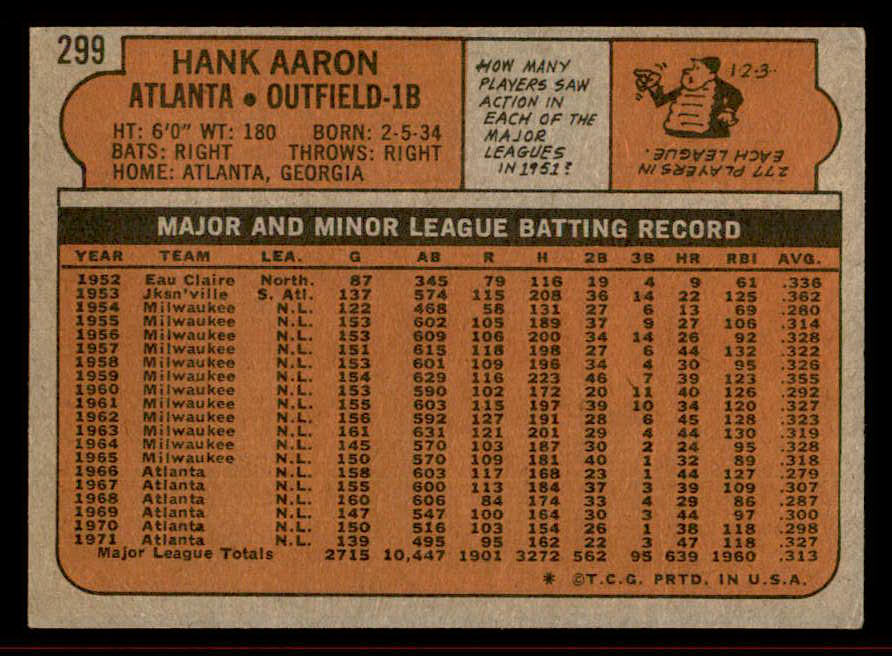 299
HANK AARON
ATLANTA • OUTFIELD-1B
HT: 6'0" WT: 180 BORN: 2-5-34
BATS: RIGHT THROWS: RIGHT
HOME: ATLANTA, GEORGIA
HOW MANY
PLAYERS SAW
ACTION IN
EACH OF THE
MAJOR
LEAGUES
IN 1951?
1-2-3-
277 PLAYERS IN
EACH LEAGUE.
MAJOR AND MINOR LEAGUE BATTING RECORD
YEAR TEAM LEA. G AB R H 2B 3B HR RBI AVG.
1952 Eau Claire North. 87 345 79 116 19 4 9 61 .336
1953 Jksn'ville S. Atl. 137 574 115 208 36 14 22 125 .362
1954 Milwaukee N.L. 122 468 58 131 27 6 13 69 .280
1955 Milwaukee N.L. 153 602 105 189 37 9 27 106 .314
1956 Milwaukee N.L. 153 609 106 200 34 14 26 92 .328
1957 Milwaukee N.L. 151 615 118 198 27 6 44 132 .322
1958 Milwaukee N.L. 153 601 109 196 34 4 30 95 .326
1959 Milwaukee N.L. 154 629 116 223 46 7 39 123 .355
1960 Milwaukee N.L. 153 590 102 172 20 11 40 126 .292
1961 Milwaukee N.L. 155 603 115 197 39 10 34 120 .327
1962 Milwaukee N.L. 156 592 127 191 28 6 45 128 .323
1963 Milwaukee N.L. 161 631 121 201 29 4 44 130 .319
1964 Milwaukee N.L. 145 570 103 187 30 2 24 95 .328
1965 Milwaukee N.L. 150 570 109 181 40 1 32 89 .318
1966 Atlanta N.L. 158 603 117 168 23 1 44 127 .279
1967 Atlanta N.L. 155 600 113 184 37 3 39 109 .307
1968 Atlanta N.L. 160 606 84 174 33 4 29 86 .287
1969 Atlanta N.L. 147 547 100 164 30 3 44 97 .300
1970 Atlanta N.L. 150 516 103 154 26 1 38 118 .298
1971 Atlanta N.L. 139 495 95 162 22 3 47 118 .327
Major League Totals 2715 10,447 1901 3272 562 95 639 1960 .313
* ©T.C.G. PRTD. IN U.S.A.